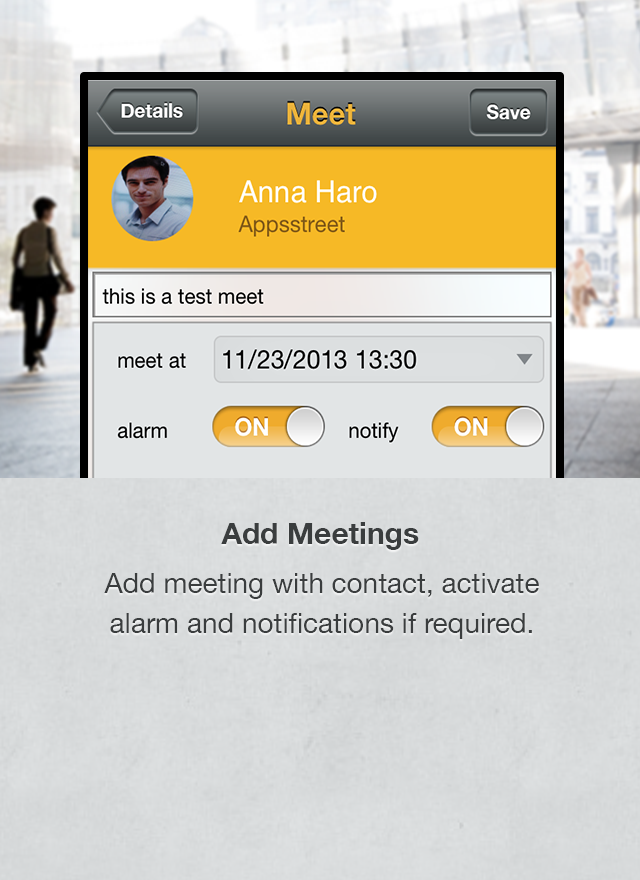 Details
Meet
Save
Anna Haro
Appsstreet
this is a test meet
meet at
11/23/2013 13:30
alarm
ON
notify
ON
Add Meetings
Add meeting with contact, activate
alarm and notifications if required.